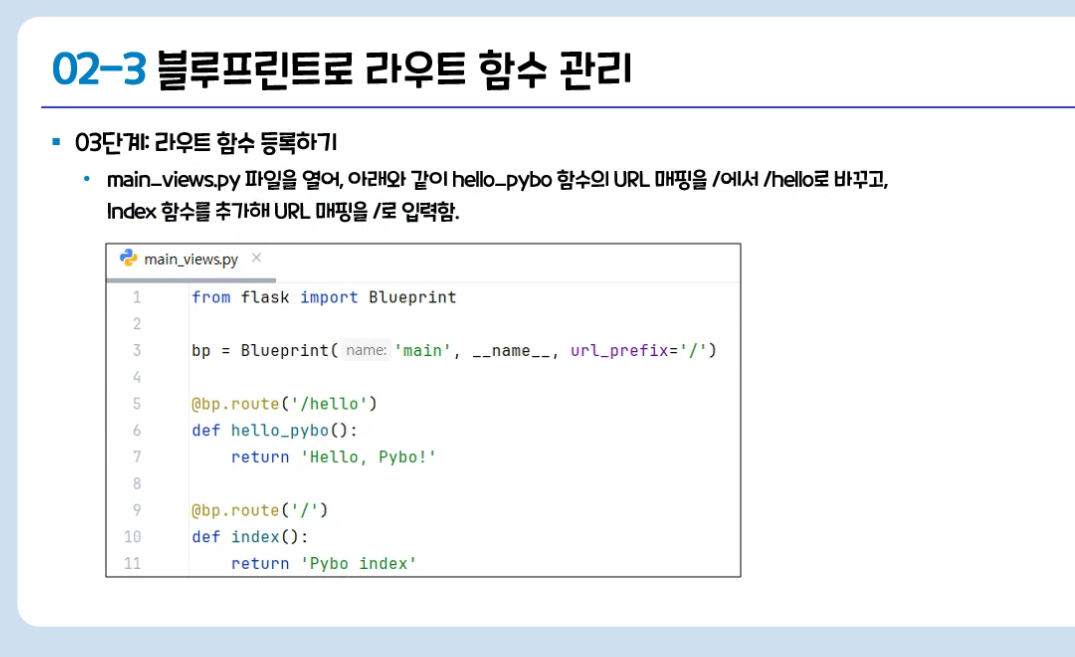 02-3 블루프린트로 라우트 함수 관리
03단계: 라우트 함수 등록하기
main_views.py 파일을 열어, 아래와 같이 hello_pybo 함수의 URL 매핑을 /에서 /hello로 바꾸고,
Index 함수를 추가해 URL 매핑을 /로 입력함.
main_views.py ×
1 from flask import Blueprint
2
3 bp = Blueprint( name: 'main', __name__, url_prefix='/')
4
5 @bp.route('/hello')
6 def hello_pybo():
7     return 'Hello, Pybo!'
8
9 @bp.route('/')
10 def index():
11     return 'Pybo index'